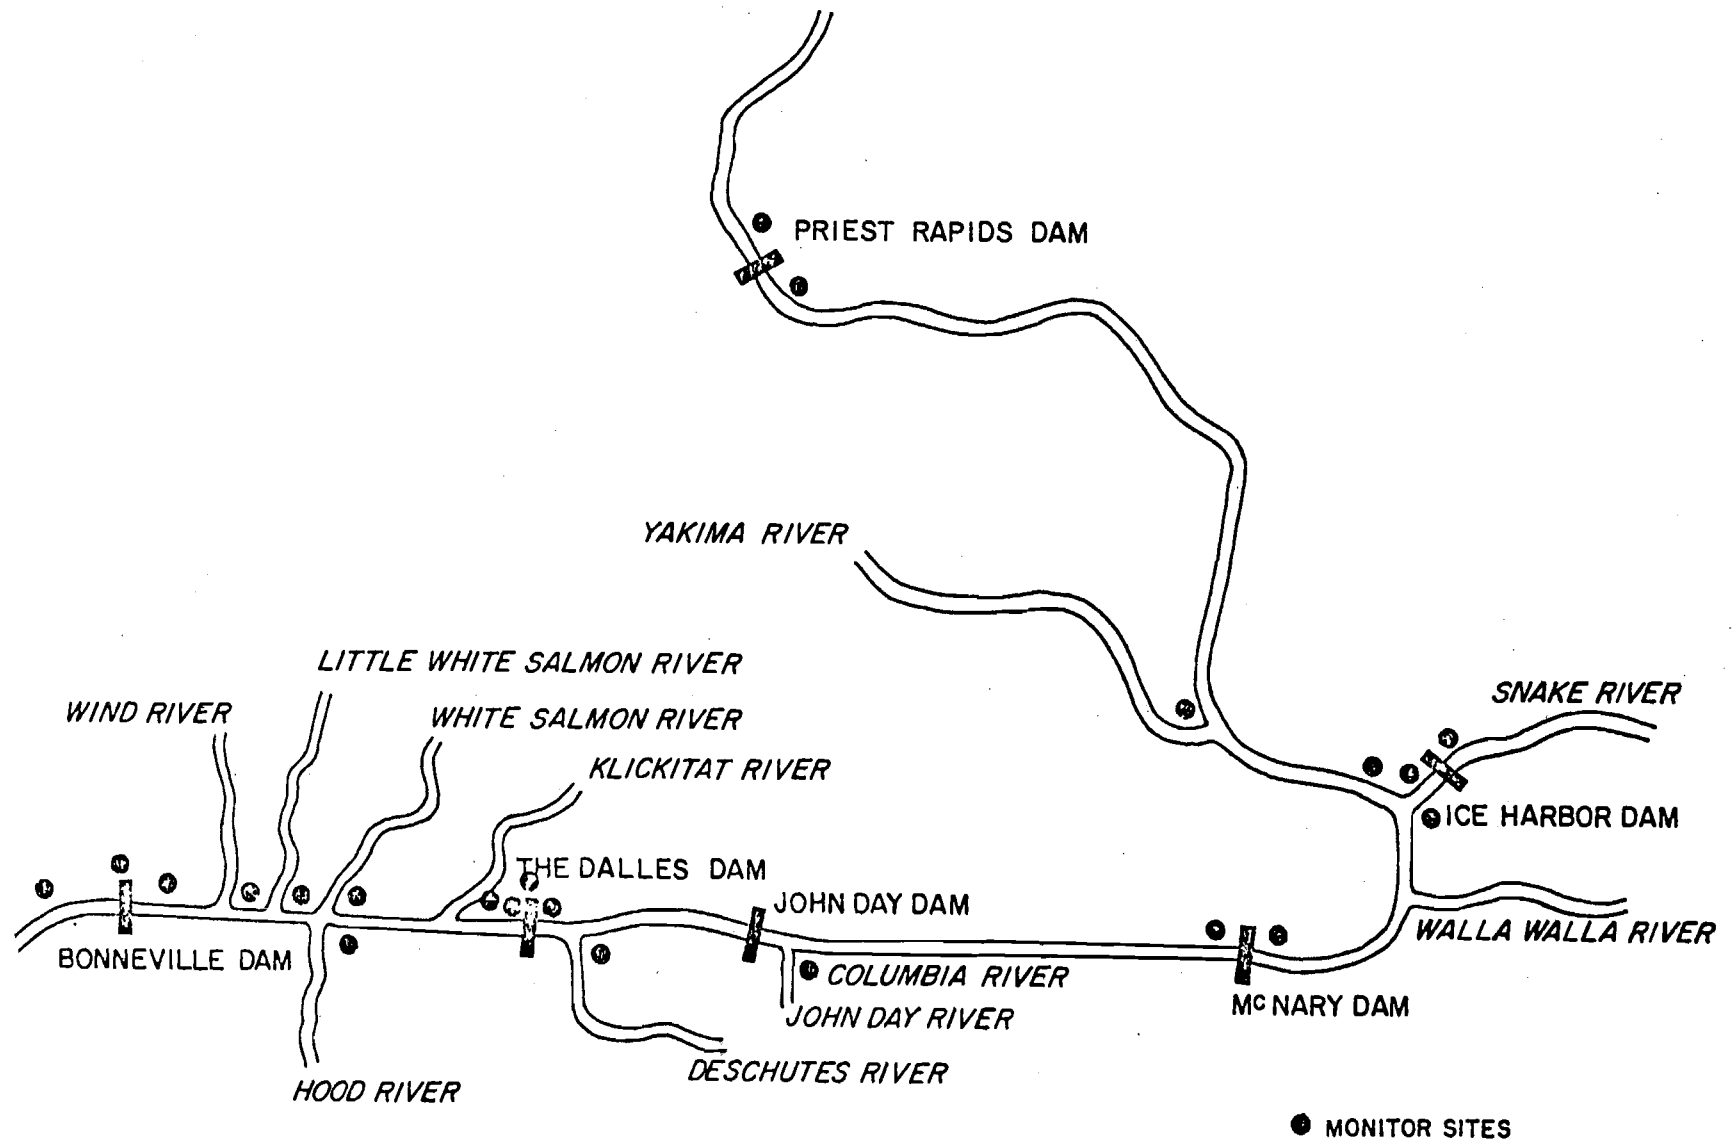 PRIEST RAPIDS DAM
YAKIMA RIVER
LITTLE WHITE SALMON RIVER
SNAKE RIVER
WIND RIVER
WHITE SALMON RIVER
KLICKITAT RIVER
ICE HARBOR DAM
THE DALLES DAM
JOHN DAY DAM
WALLA WALLA RIVER
BONNEVILLE DAM
COLUMBIA RIVER
McNARY DAM
JOHN DAY RIVER
DESCHUTES RIVER
HOOD RIVER
MONITOR SITES